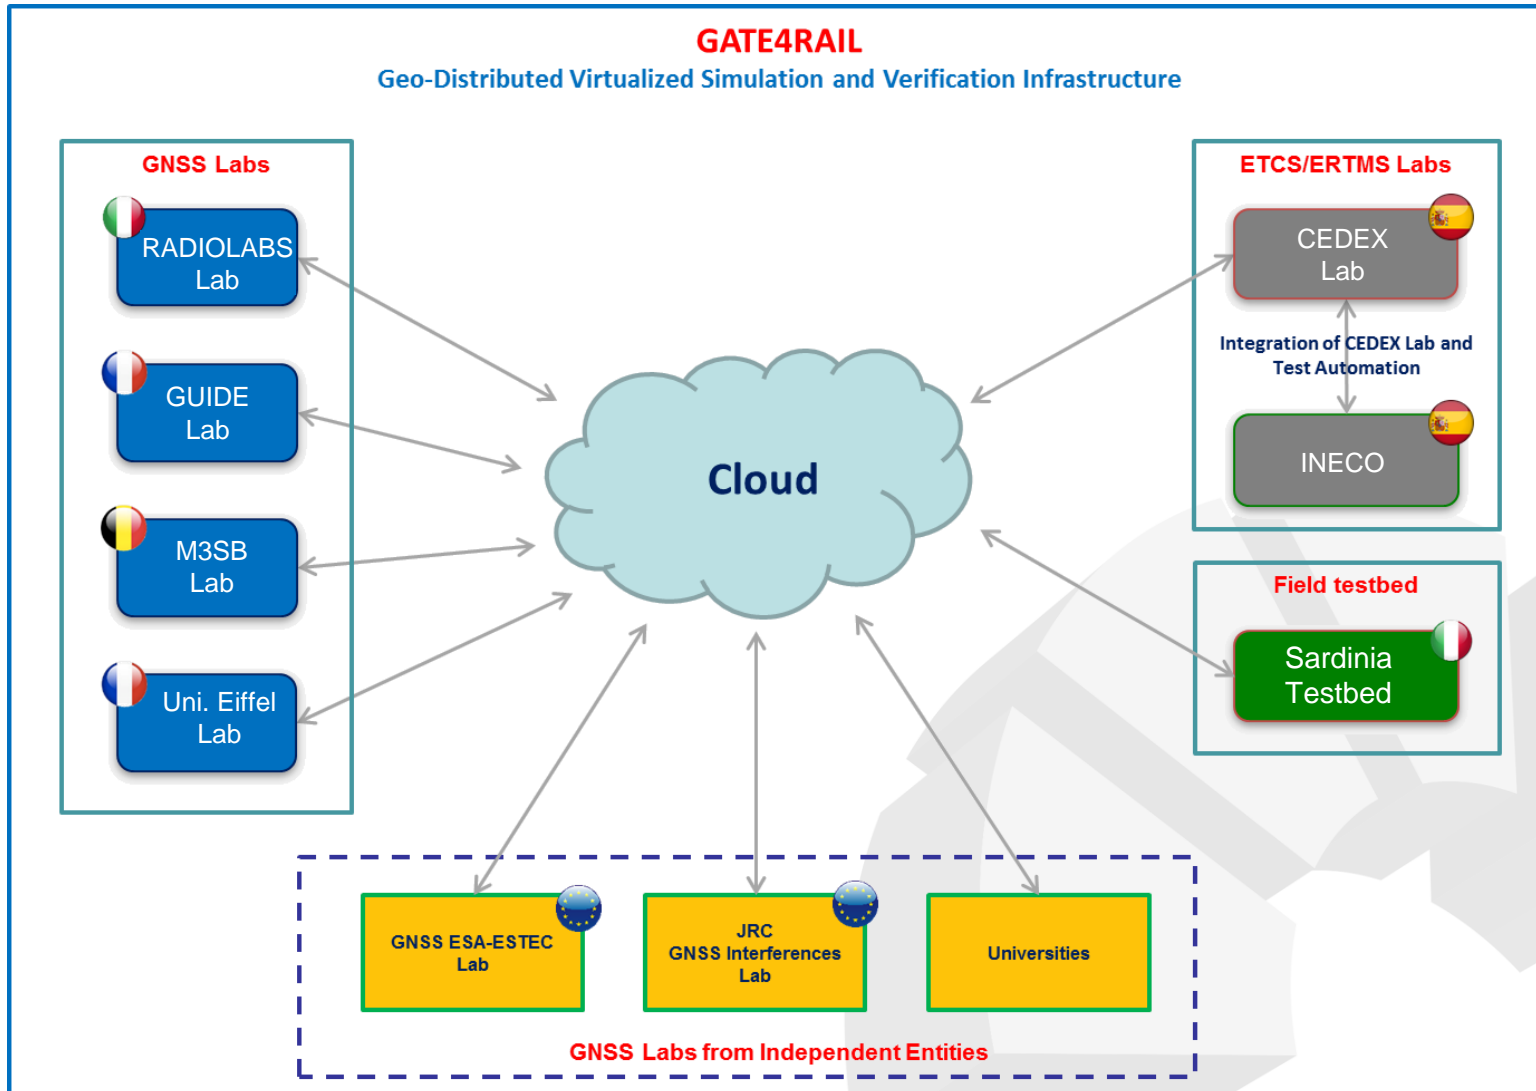 GATE4RAIL
Geo-Distributed Virtualized Simulation and Verification Infrastructure
GNSS Labs
RADIOLABS
Lab
GUIDE
Lab
M3SB
Lab
Uni. Eiffel
Lab
Cloud
ETCS/ERTMS Labs
CEDEX
Lab
Integration of CEDEX Lab and
Test Automation
INECO
Field testbed
Sardinia
Testbed
GNSS ESA-ESTEC
Lab
JRC
GNSS Interferences
Lab
Universities
GNSS Labs from Independent Entities